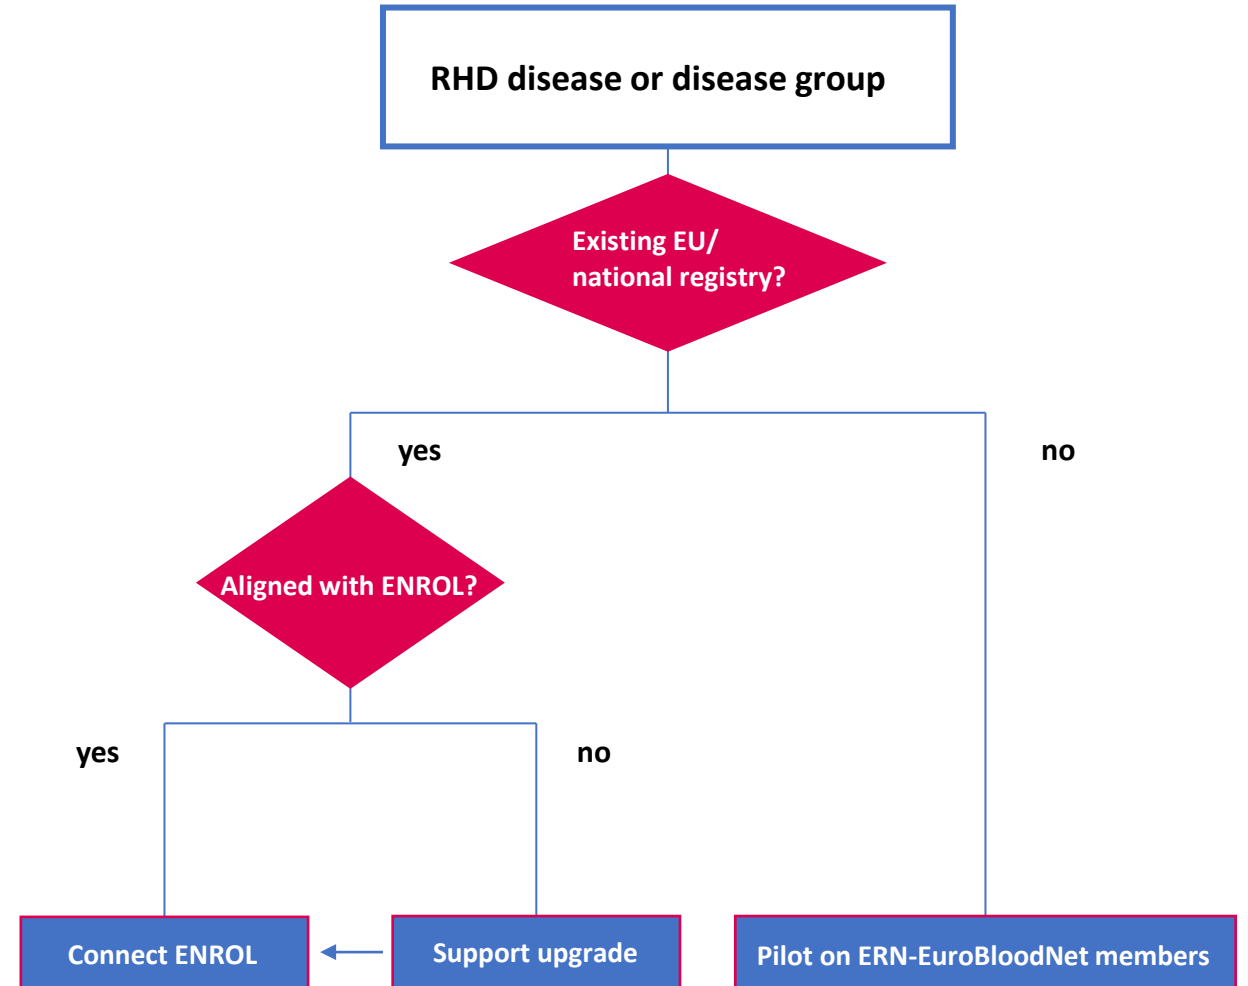 RHD disease or disease group
Existing EU/
national registry?
yes
no
Aligned with ENROL?
yes
no
Connect ENROL
Support upgrade
Pilot on ERN-EuroBloodNet members